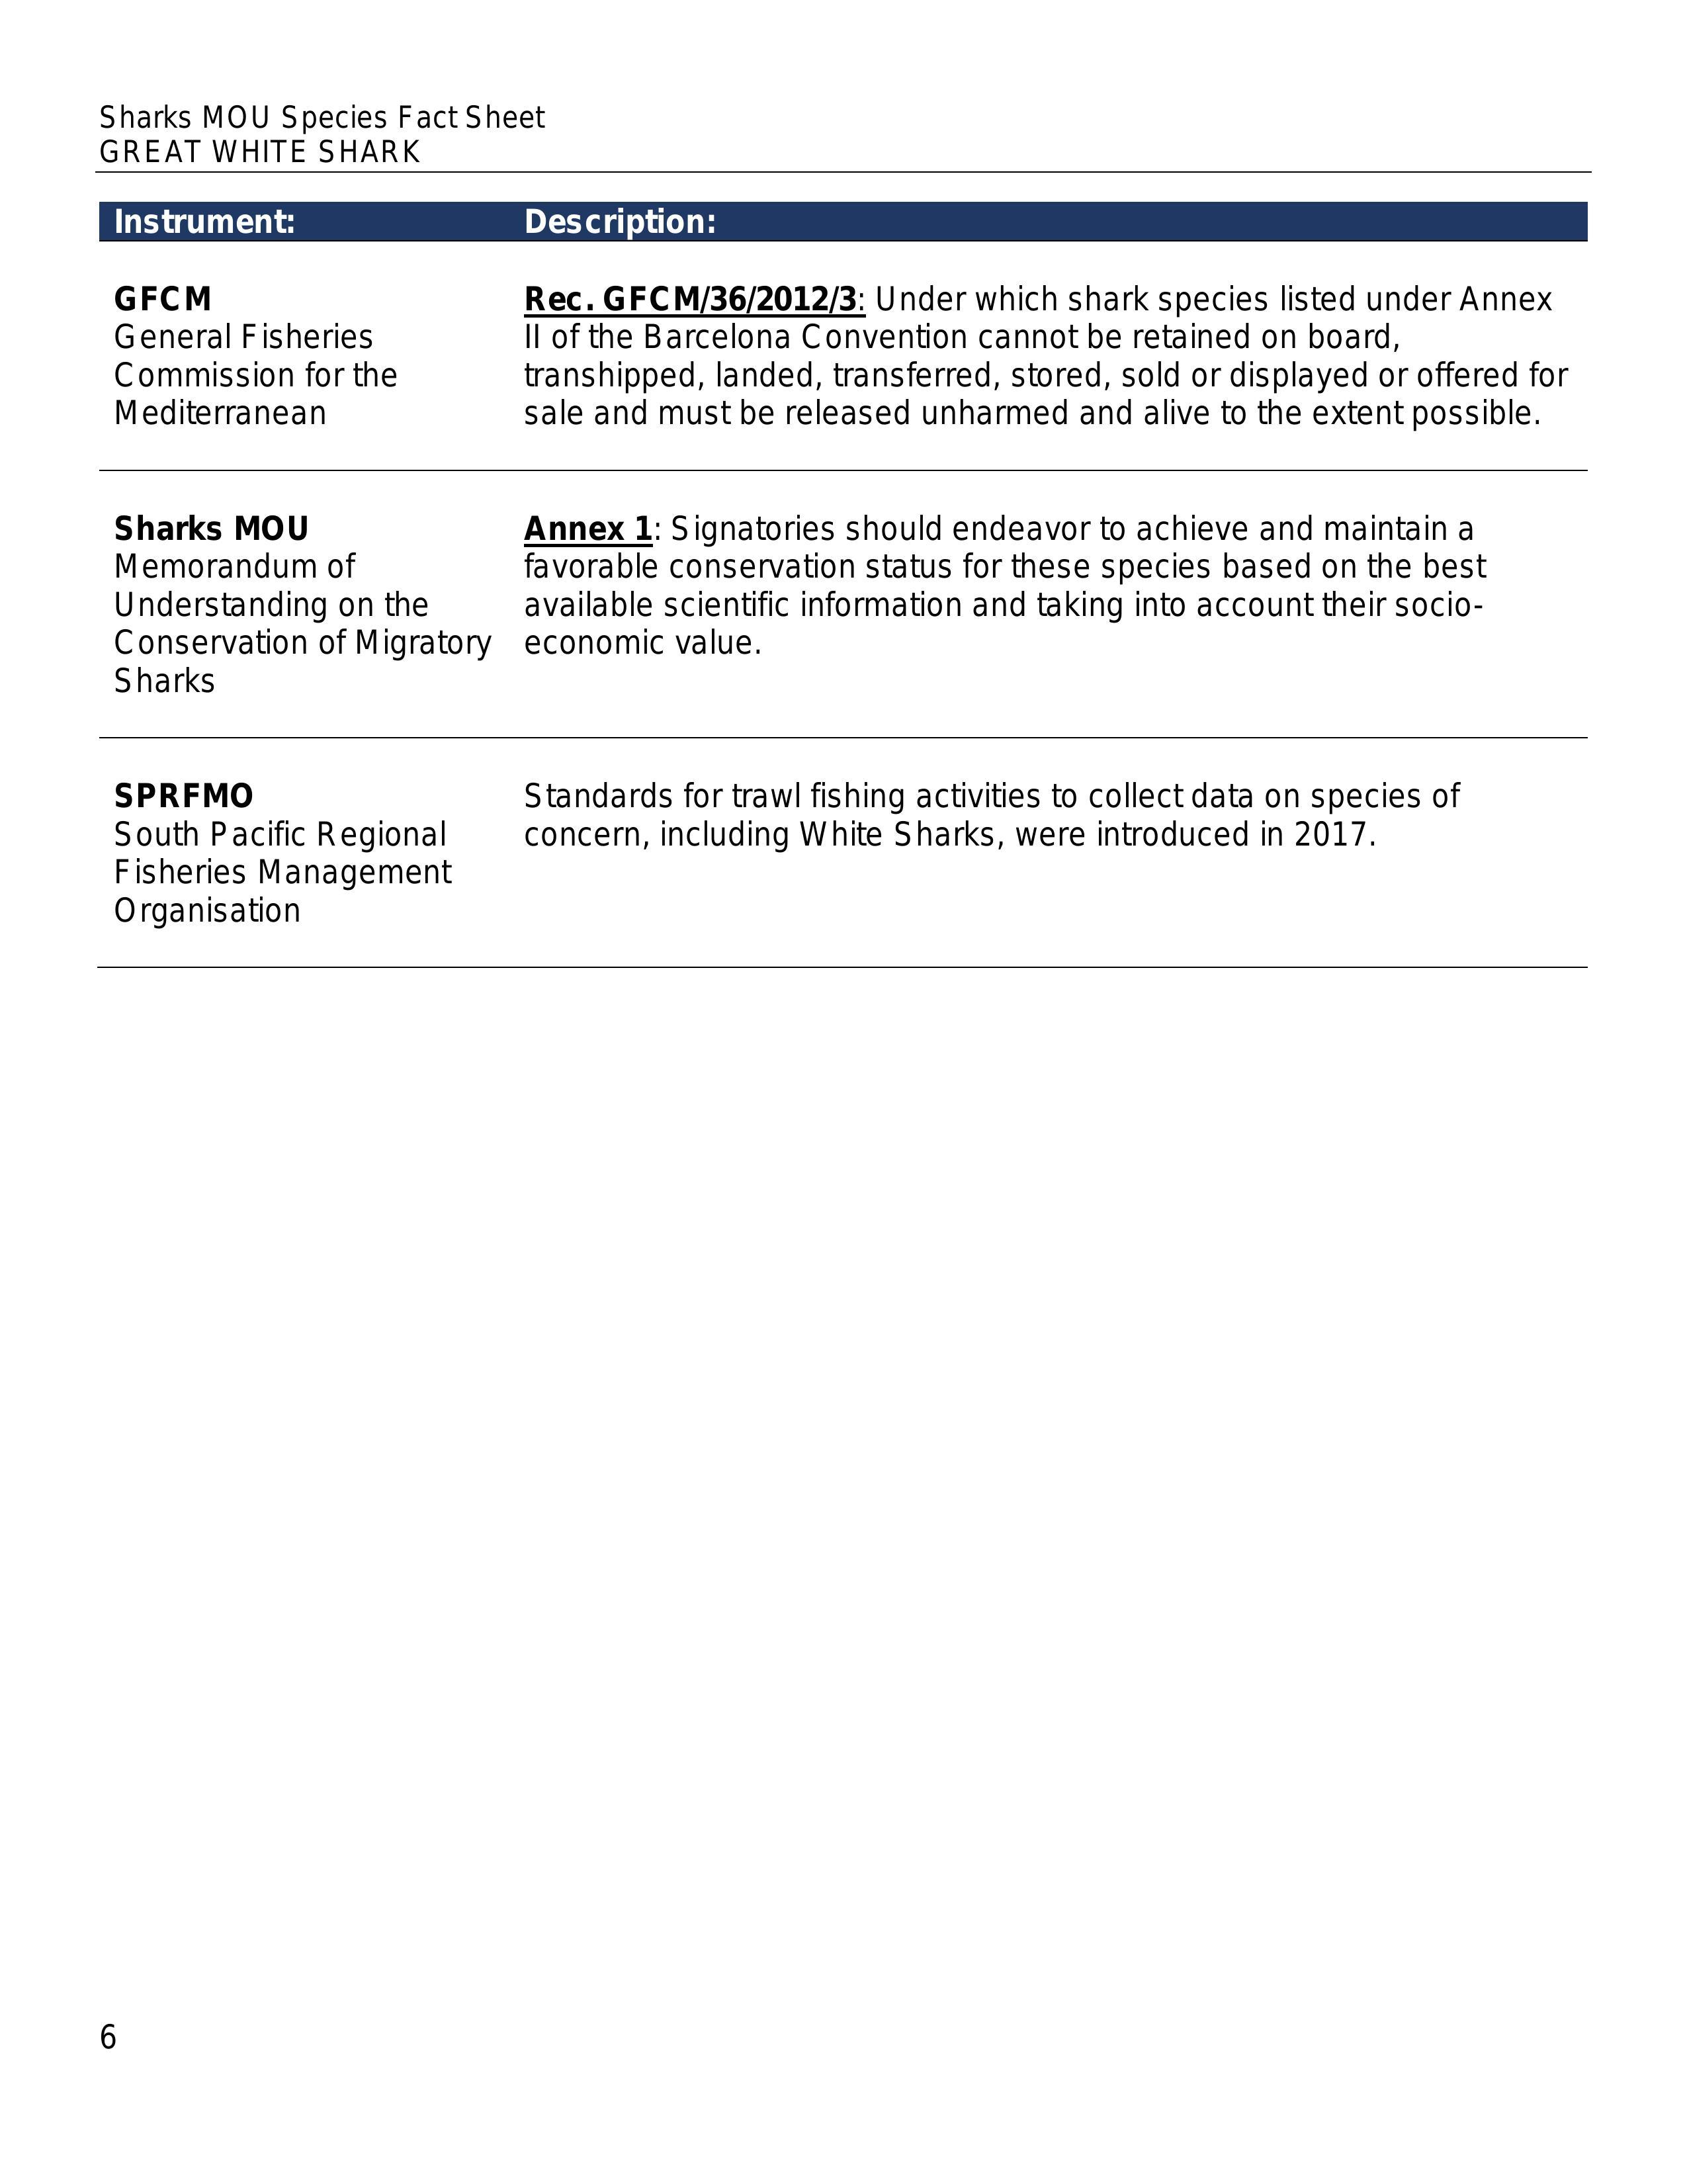 Sharks MOU Species Fact Sheet
GREAT WHITE SHARK
Instrument: Description:
GFCM
General Fisheries
Commission for the
Mediterranean
Rec. GFCM/36/2012/3: Under which shark species listed under Annex
II of the Barcelona Convention cannot be retained on board,
transhipped, landed, transferred, stored, sold or displayed or offered for
sale and must be released unharmed and alive to the extent possible.
Sharks MOU
Memorandum of
Understanding on the
Conservation of Migratory
Sharks
Annex 1: Signatories should endeavor to achieve and maintain a
favorable conservation status for these species based on the best
available scientific information and taking into account their socio-
economic value.
SPRFMO
South Pacific Regional
Fisheries Management
Organisation
Standards for trawl fishing activities to collect data on species of
concern, including White Sharks, were introduced in 2017.
6